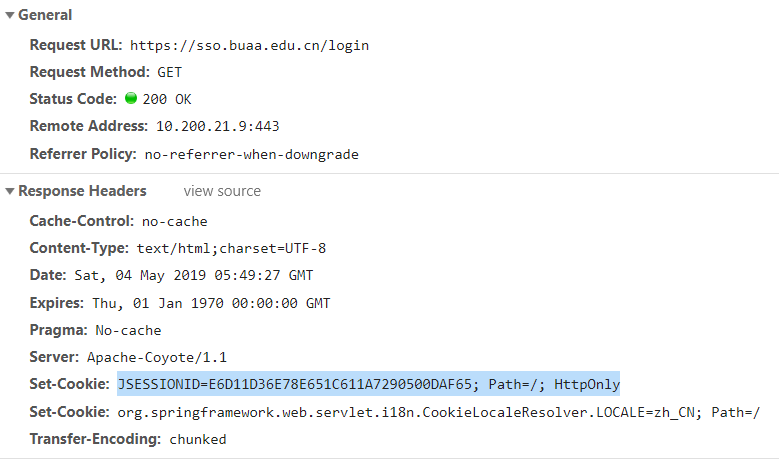 General
Request URL: https://sso.buaa.edu.cn/login
Request Method: GET
Status Code: 200 OK
Remote Address: 10.200.21.9:443
Referrer Policy: no-referrer-when-downgrade
Response Headers view source
Cache-Control: no-cache
Content-Type: text/html;charset=UTF-8
Date: Sat, 04 May 2019 05:49:27 GMT
Expires: Thu, 01 Jan 1970 00:00:00 GMT
Pragma: No-cache
Server: Apache-Coyote/1.1
Set-Cookie: JSESSIONID=E6D11D36E78E651C611A7290500DAF65; Path=/; HttpOnly
Set-Cookie: org.springframework.web.servlet.i18n.CookieLocaleResolver.LOCALE=zh_CN; Path=/
Transfer-Encoding: chunked